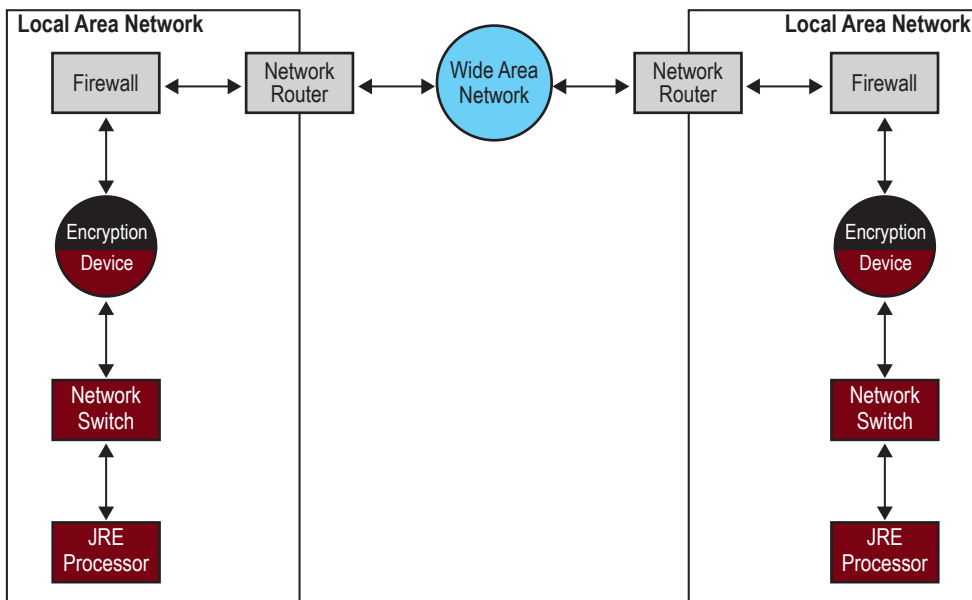 Local Area Network
Local Area Network
Firewall
Network
Router
Wide Area
Network
Network
Router
Firewall
Encryption
Device
Encryption
Device
Network
Switch
Network
Switch
JRE
Processor
JRE
Processor